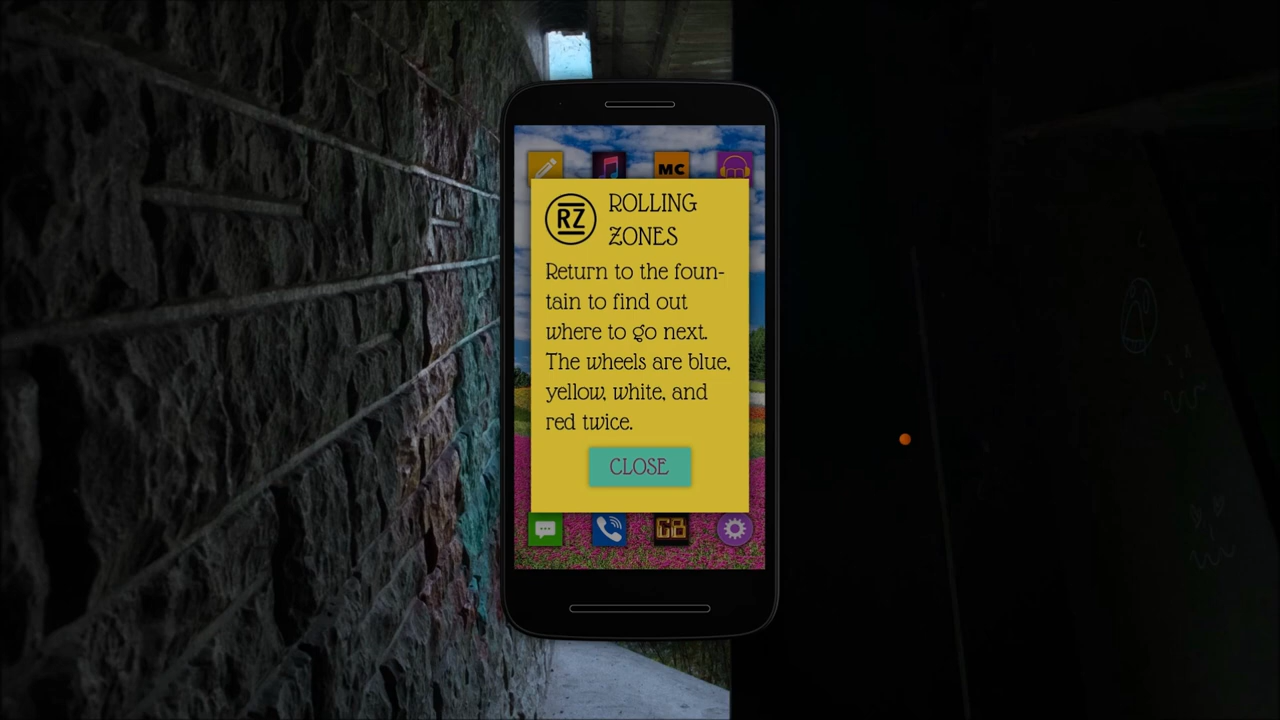 MC
RZ
ROLLING
ZONES
Return to the foun-
tain to find out
where to go next.
The wheels are blue,
yellow, white, and
red twice.
CLOSE
GB